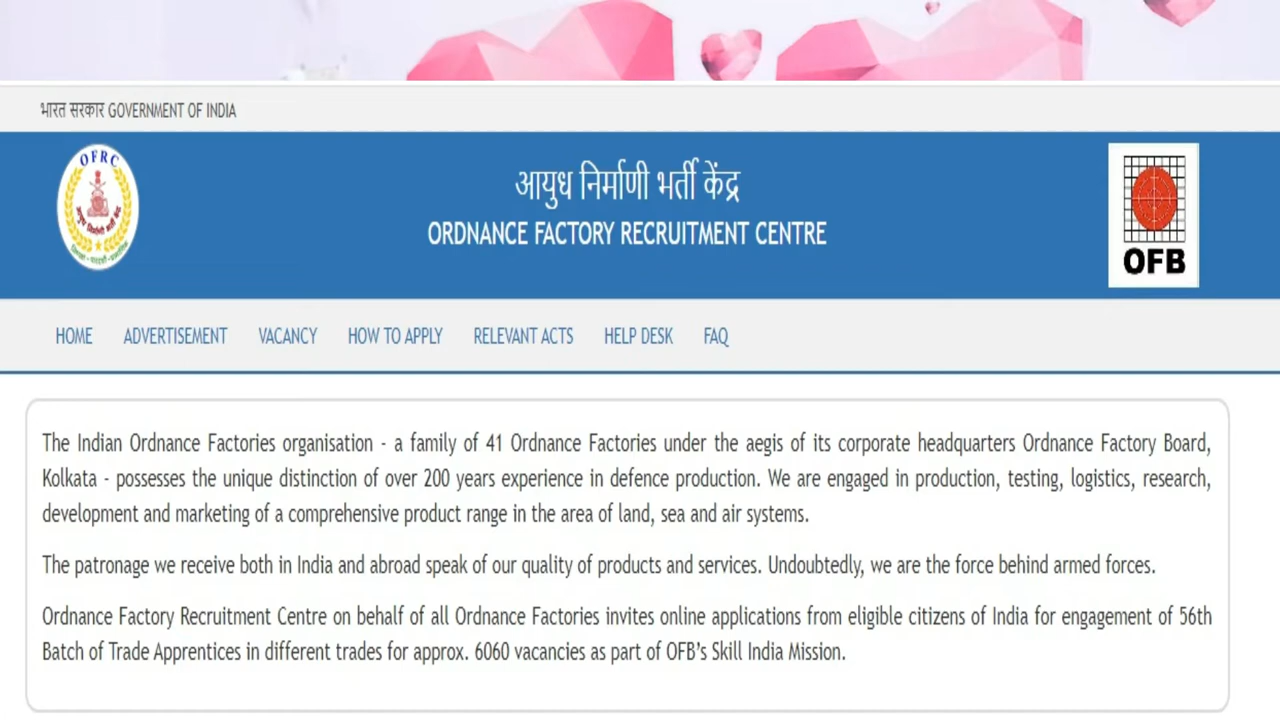 भारत सरकार GOVERNMENT OF INDIA
OFRC
आयुध निर्माणी भर्ती केंद्र
ORDNANCE FACTORY RECRUITMENT CENTRE
OFB
HOME ADVERTISEMENT VACANCY HOW TO APPLY RELEVANT ACTS HELP DESK FAQ
The Indian Ordnance Factories organisation - a family of 41 Ordnance Factories under the aegis of its corporate headquarters Ordnance Factory Board,
Kolkata - possesses the unique distinction of over 200 years experience in defence production. We are engaged in production, testing, logistics, research,
development and marketing of a comprehensive product range in the area of land, sea and air systems.
The patronage we receive both in India and abroad speak of our quality of products and services. Undoubtedly, we are the force behind armed forces.
Ordnance Factory Recruitment Centre on behalf of all Ordnance Factories invites online applications from eligible citizens of India for engagement of 56th
Batch of Trade Apprentices in different trades for approx. 6060 vacancies as part of OFB's Skill India Mission.